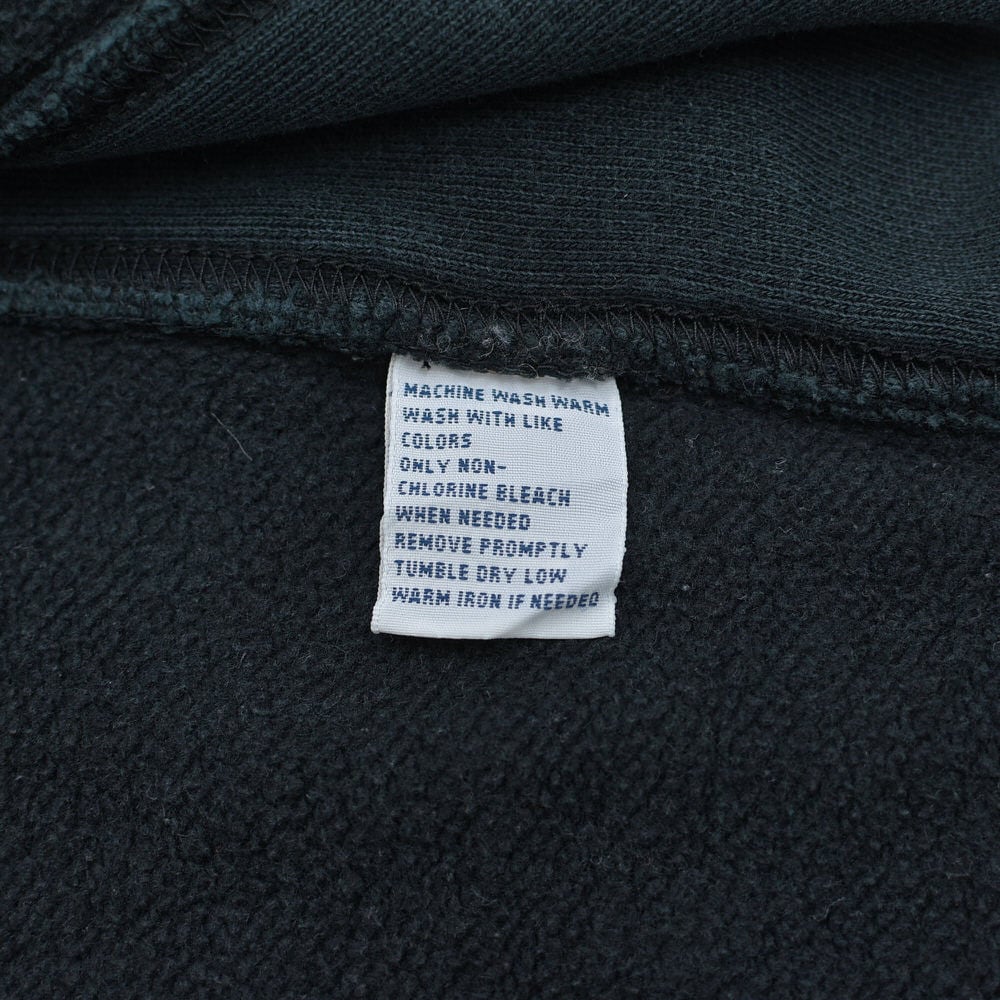 MACHINE WASH WARM
WASH WITH LIKE
COLORS
ONLY NON-
CHLORINE BLEACH
WHEN NEEDED
REMOVE PROMPTLY
TUMBLE DRY LOW
WARM IRON IF NEEDED